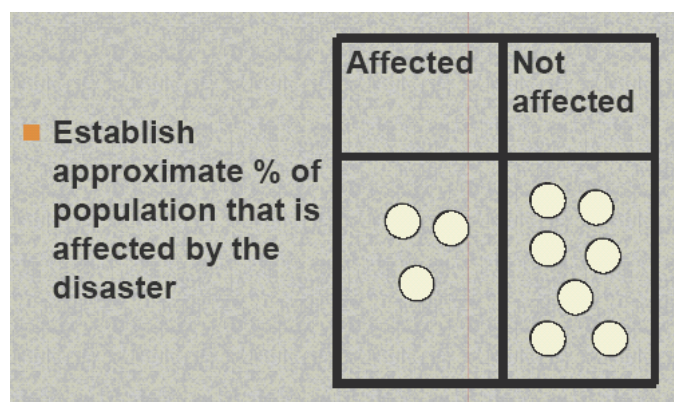 Establish
approximate % of
population that is
affected by the
disaster
Affected
Not
affected